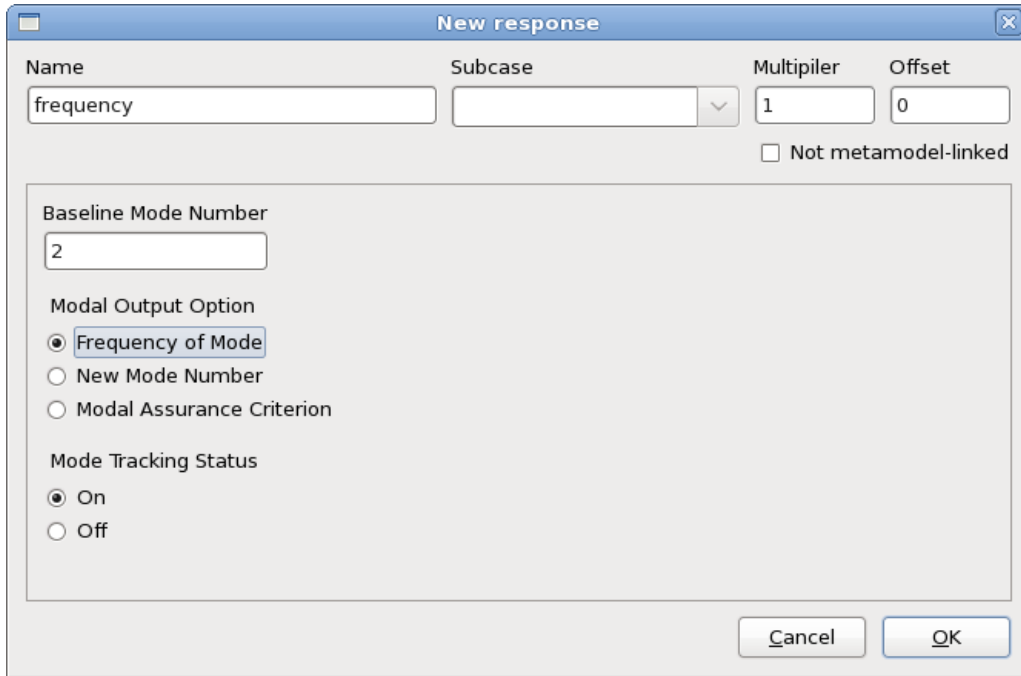 New response
Name Subcase Multipiler Offset
frequency 1 0
Not metamodel-linked
Baseline Mode Number
2
Modal Output Option
Frequency of Mode
New Mode Number
Modal Assurance Criterion
Mode Tracking Status
On
Off
Cancel OK